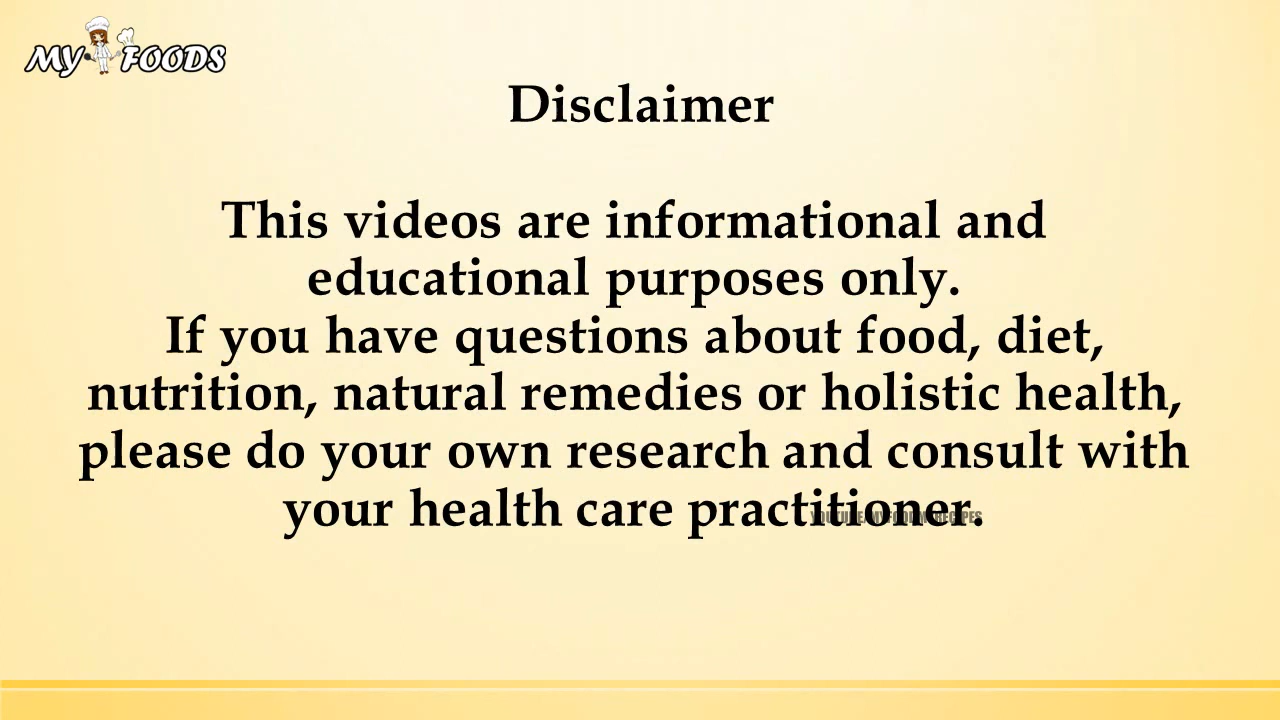 MY FOODS
Disclaimer
This videos are informational and
educational purposes only.
If you have questions about food, diet,
nutrition, natural remedies or holistic health,
please do your own research and consult with
your health care practitioner.